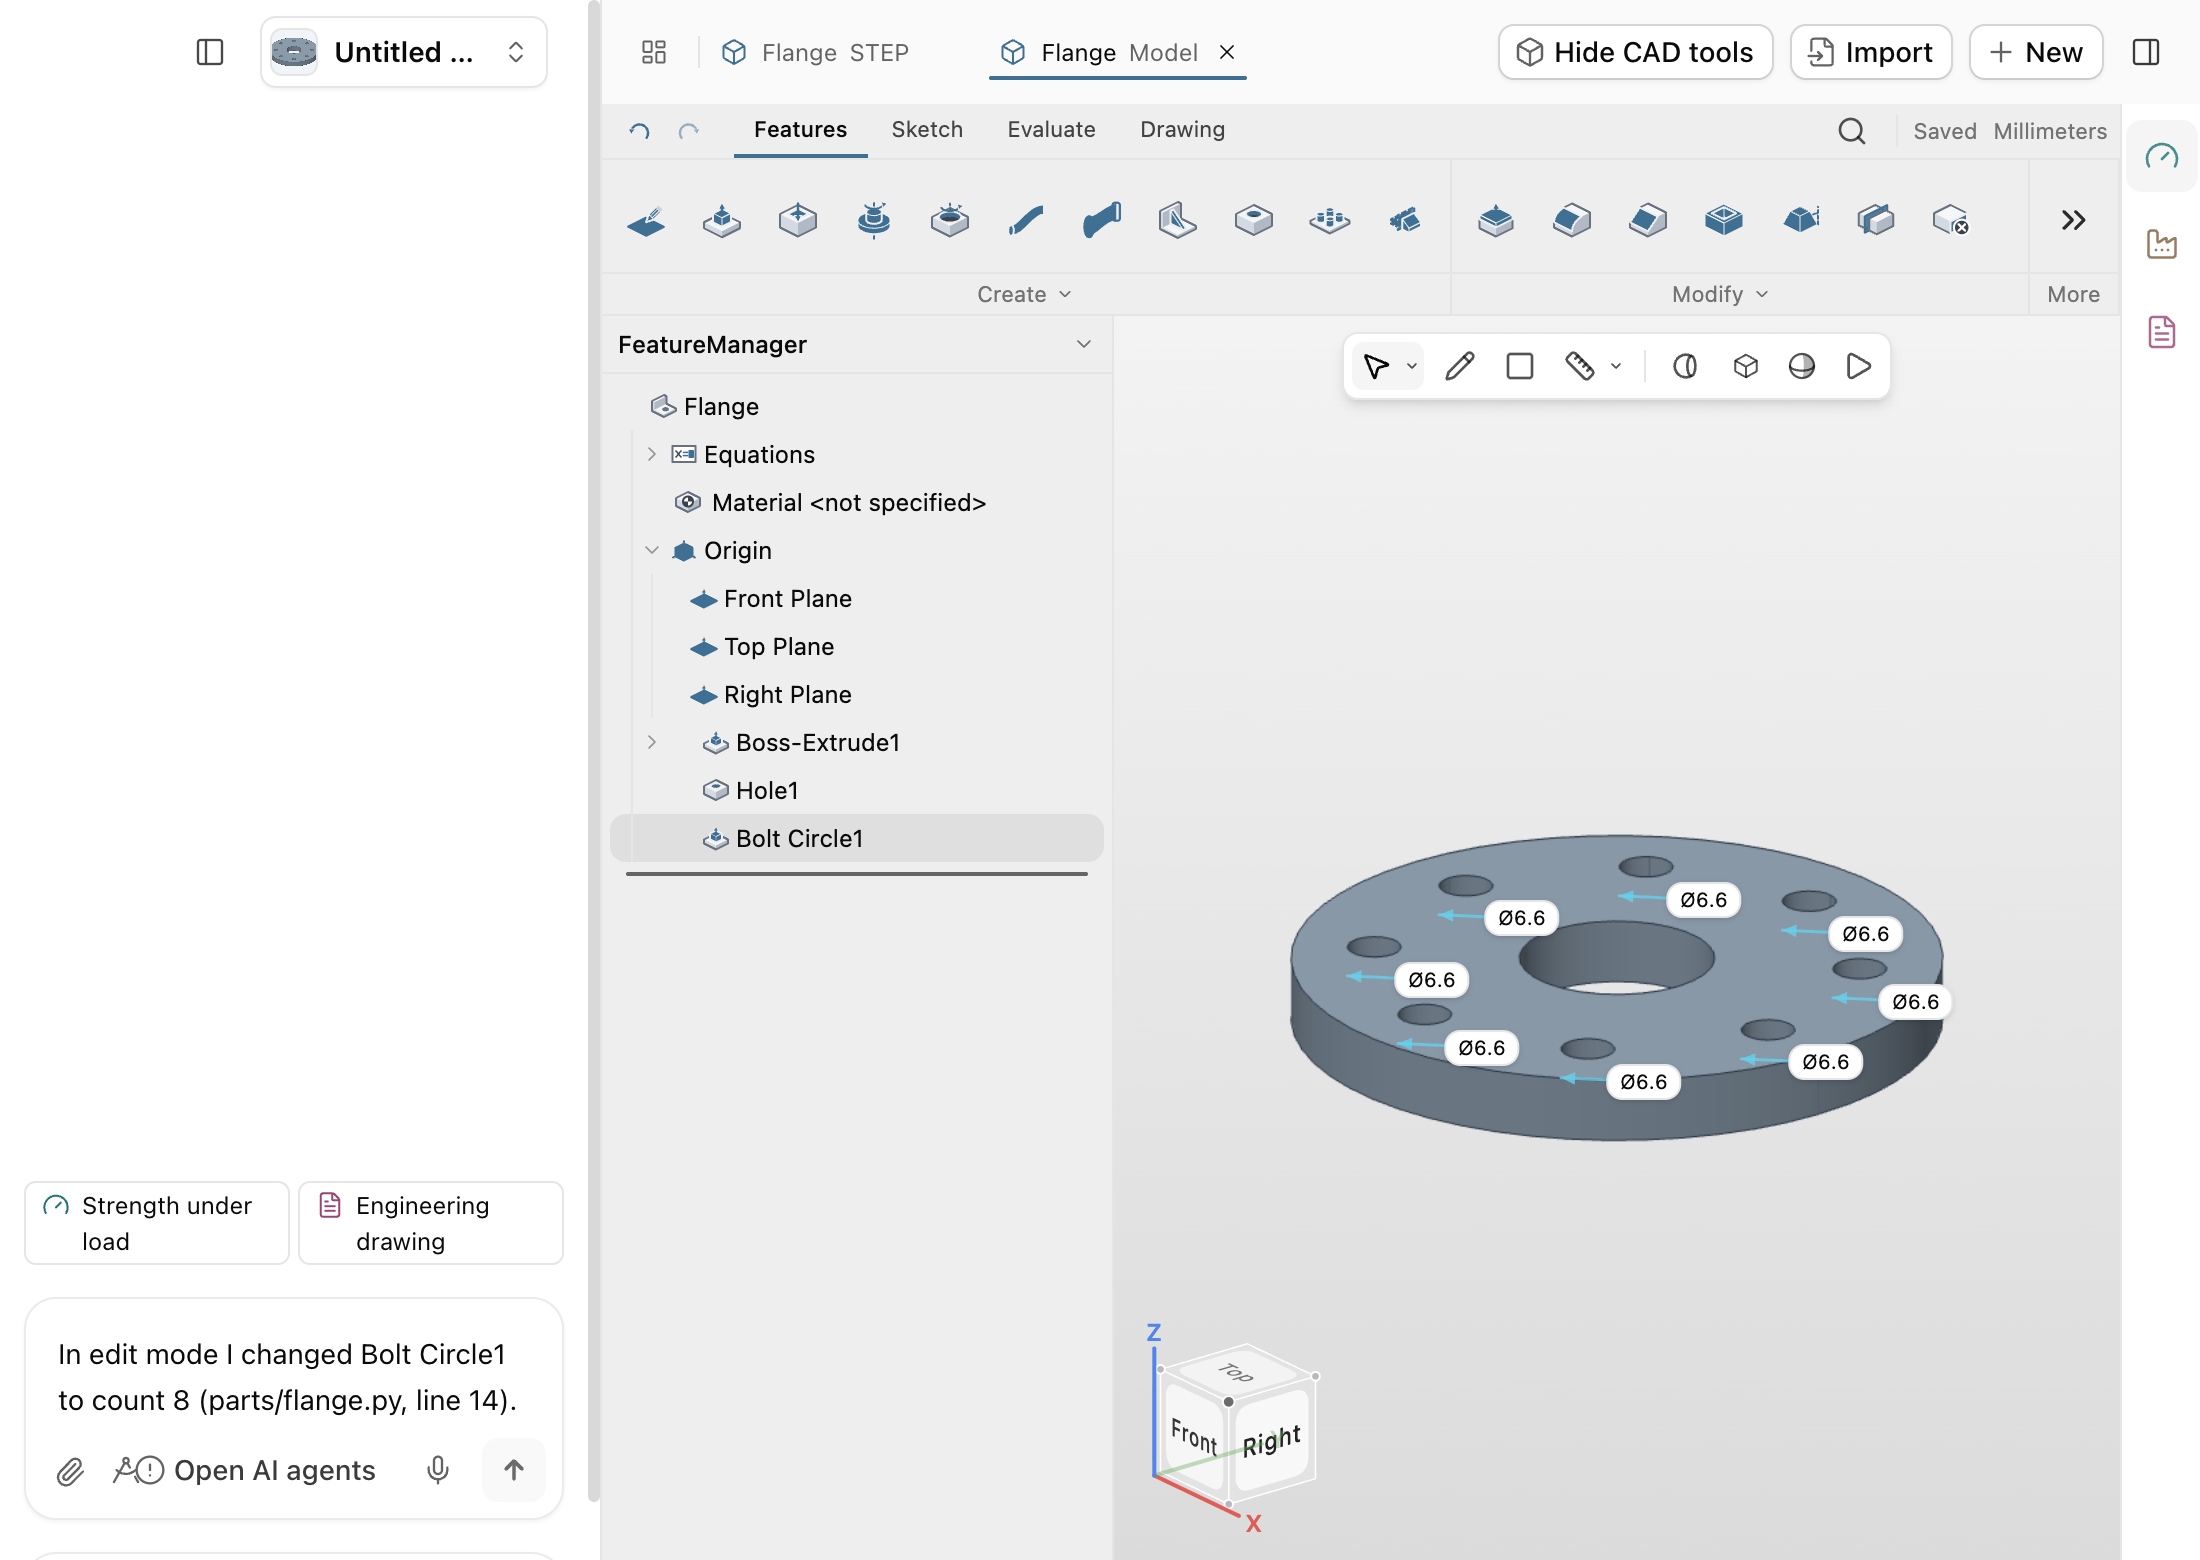 Untitled ...
Flange STEP
Flange Model
Hide CAD tools
Import
New
Features
Sketch
Evaluate
Drawing
Saved
Millimeters
Create
Modify
More
FeatureManager
Flange
Equations
Material <not specified>
Origin
Front Plane
Top Plane
Right Plane
Boss-Extrude1
Hole1
Bolt Circle1
Ø6.6
Ø6.6
Ø6.6
Ø6.6
Ø6.6
Ø6.6
Ø6.6
Ø6.6
Z
Top
Front
Right
X
Strength under
load
Engineering
drawing
In edit mode I changed Bolt Circle1
to count 8 (parts/flange.py, line 14).
Open AI agents